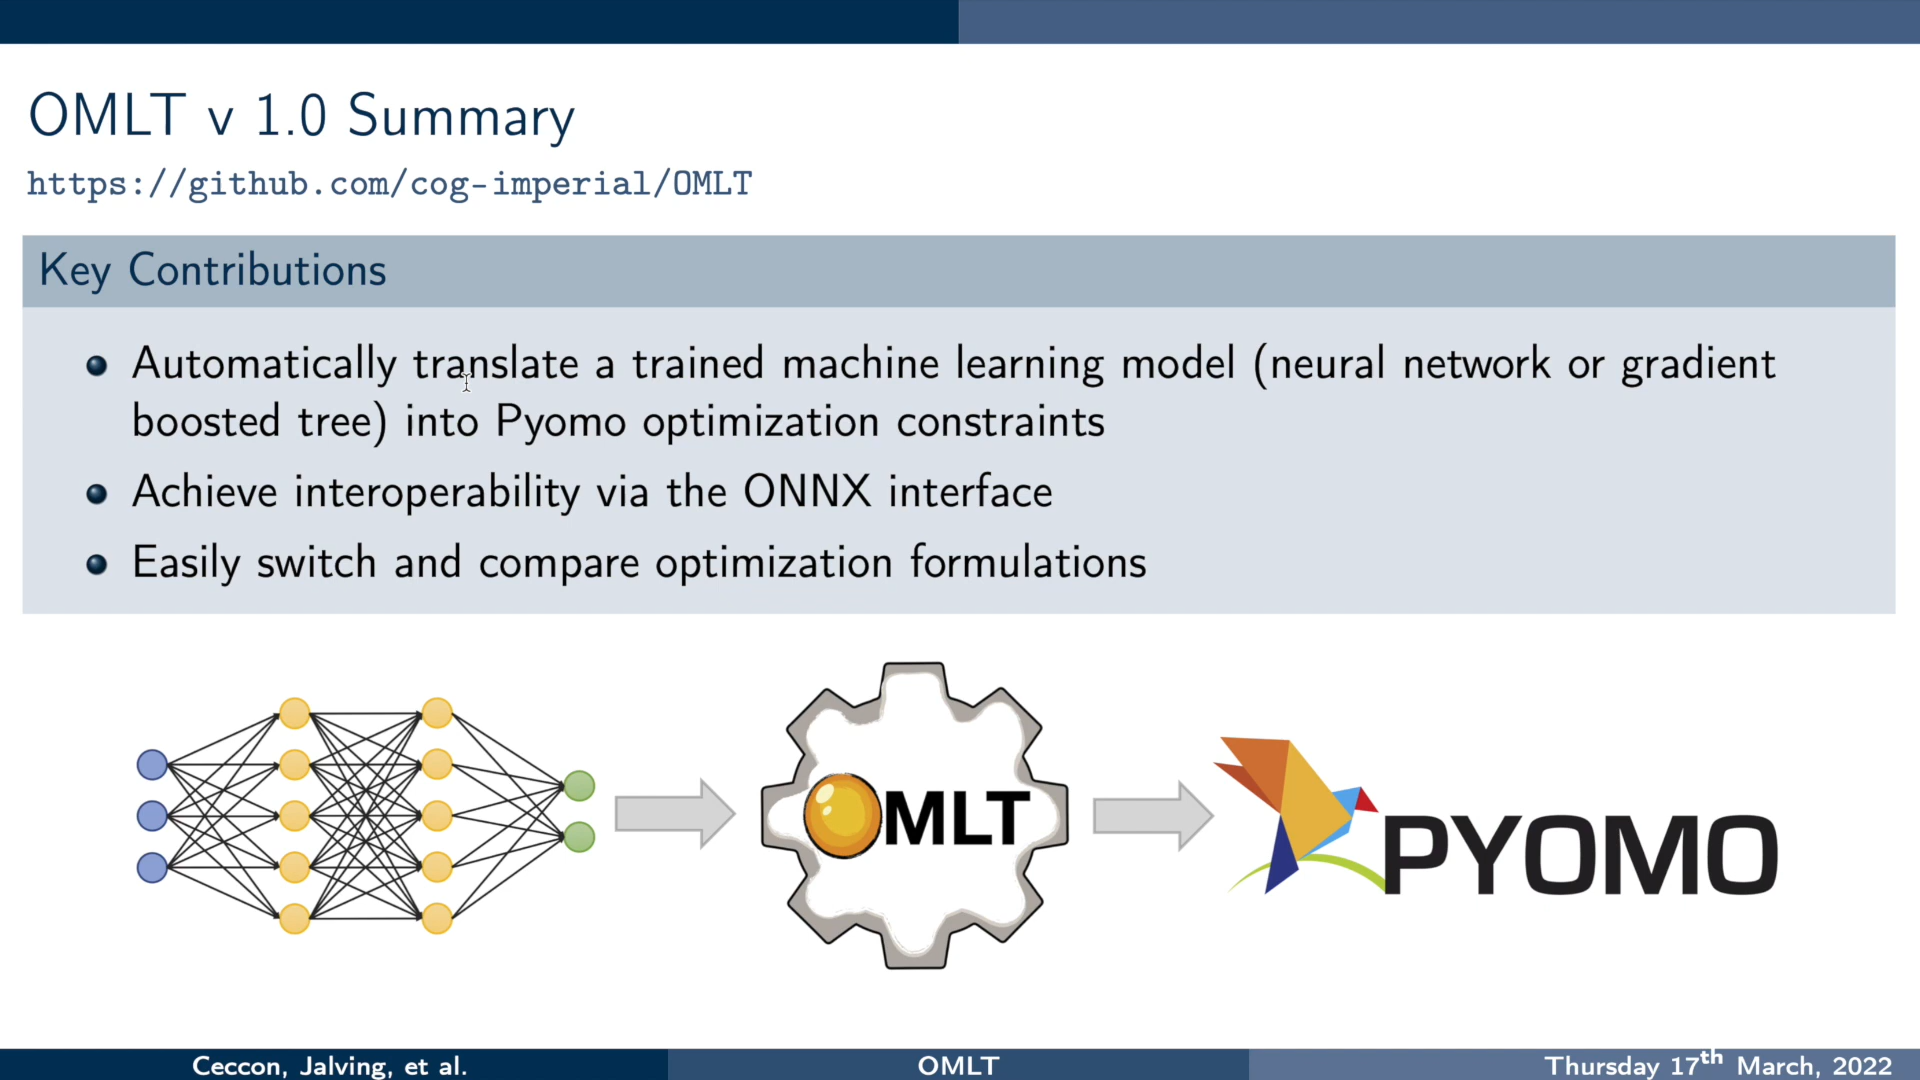 OMLT v 1.0 Summary
https://github.com/cog-imperial/OMLT
Key Contributions
Automatically translate a trained machine learning model (neural network or gradient
boosted tree) into Pyomo optimization constraints
Achieve interoperability via the ONNX interface
Easily switch and compare optimization formulations
OMLT
PYOMO
Ceccon, Jalving, et al.
OMLT
Thursday 17th March, 2022